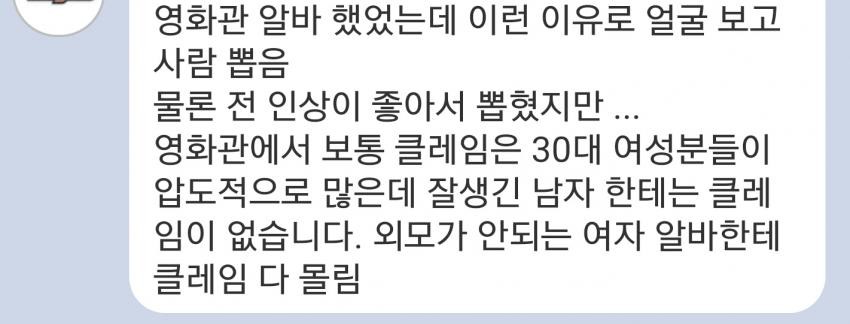 영화관 알바 했었는데 이런 이유로 얼굴 보고
사람 뽑음
물론 전 인상이 좋아서 뽑혔지만 ...
영화관에서 보통 클레임은 30대 여성분들이
압도적으로 많은데 잘생긴 남자 한테는 클레
임이 없습니다. 외모가 안되는 여자 알바한테
클레임 다 몰림